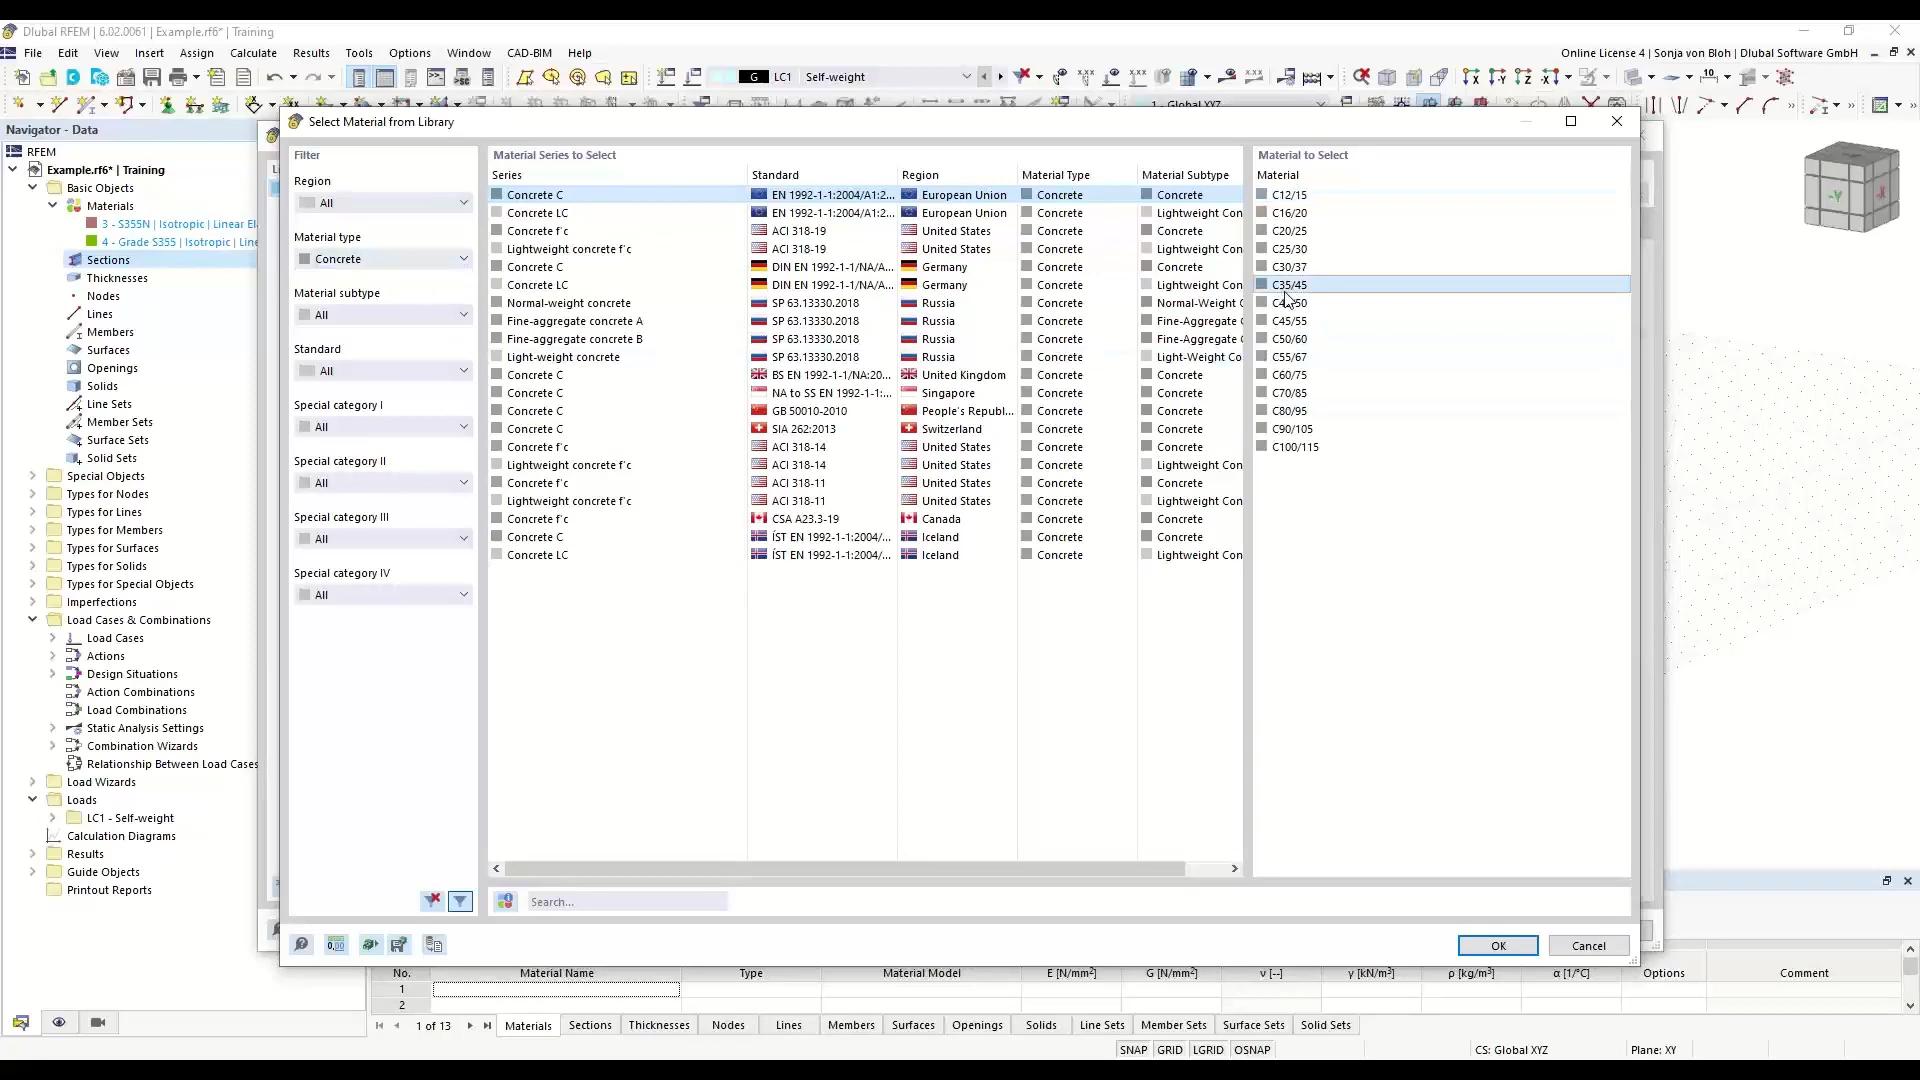 Dlubal RFEM | 6.02.0061 | Example.rf6* | Training
File Edit View Insert Assign Calculate Results Tools Options Window CAD-BIM Help
Online License 4 | Sonja von Bloh | Dlubal Software GmbH
G LC1 Self-weight
1 - Global XYZ
Navigator - Data
RFEM
Example.rf6* | Training
Basic Objects
Materials
3 - S355N | Isotropic | Linear El
4 - Grade S355 | Isotropic | Line
Sections
Thicknesses
Nodes
Lines
Members
Surfaces
Openings
Solids
Line Sets
Member Sets
Surface Sets
Solid Sets
Special Objects
Types for Nodes
Types for Lines
Types for Members
Types for Surfaces
Types for Solids
Types for Special Objects
Imperfections
Load Cases & Combinations
Load Cases
Actions
Design Situations
Action Combinations
Load Combinations
Static Analysis Settings
Combination Wizards
Relationship Between Load Cases
Load Wizards
Loads
LC1 - Self-weight
Calculation Diagrams
Results
Guide Objects
Printout Reports
Select Material from Library
Filter
Region
All
Material type
Concrete
Material subtype
All
Standard
All
Special category I
All
Special category II
All
Special category III
All
Special category IV
All
Material Series to Select
Series Standard Region Material Type Material Subtype
Concrete C EN 1992-1-1:2004/A1:2... European Union Concrete Concrete
Concrete LC EN 1992-1-1:2004/A1:2... European Union Concrete Lightweight Con
Concrete f'c ACI 318-19 United States Concrete Concrete
Lightweight concrete f'c ACI 318-19 United States Concrete Lightweight Con
Concrete C DIN EN 1992-1-1/NA/A... Germany Concrete Concrete
Concrete LC DIN EN 1992-1-1/NA/A... Germany Concrete Lightweight Con
Normal-weight concrete SP 63.13330.2018 Russia Concrete Normal-Weight C
Fine-aggregate concrete A SP 63.13330.2018 Russia Concrete Fine-Aggregate C
Fine-aggregate concrete B SP 63.13330.2018 Russia Concrete Fine-Aggregate C
Light-weight concrete SP 63.13330.2018 Russia Concrete Light-Weight Co
Concrete C BS EN 1992-1-1/NA:20... United Kingdom Concrete Concrete
Concrete C NA to SS EN 1992-1-1:... Singapore Concrete Concrete
Concrete C GB 50010-2010 People's Republ... Concrete Concrete
Concrete C SIA 262:2013 Switzerland Concrete Concrete
Concrete f'c ACI 318-14 United States Concrete Concrete
Lightweight concrete f'c ACI 318-14 United States Concrete Lightweight Con
Concrete f'c ACI 318-11 United States Concrete Concrete
Lightweight concrete f'c ACI 318-11 United States Concrete Lightweight Con
Concrete f'c CSA A23.3-19 Canada Concrete Concrete
Concrete C ÍST EN 1992-1-1:2004/... Iceland Concrete Concrete
Concrete LC ÍST EN 1992-1-1:2004/... Iceland Concrete Lightweight Con
Search...
Material to Select
Material
C12/15
C16/20
C20/25
C25/30
C30/37
C35/45
C45/55
C50/60
C55/67
C60/75
C70/85
C80/95
C90/105
C100/115
OK Cancel
-Y -X
No. Material Name Type Material Model E [N/mm²] G [N/mm²] ν [--] γ [kN/m³] ρ [kg/m³] α [1/°C] Options Comment
1
2
1 of 13 Materials Sections Thicknesses Nodes Lines Members Surfaces Openings Solids Line Sets Member Sets Surface Sets Solid Sets
SNAP GRID LGRID OSNAP CS: Global XYZ Plane: XY